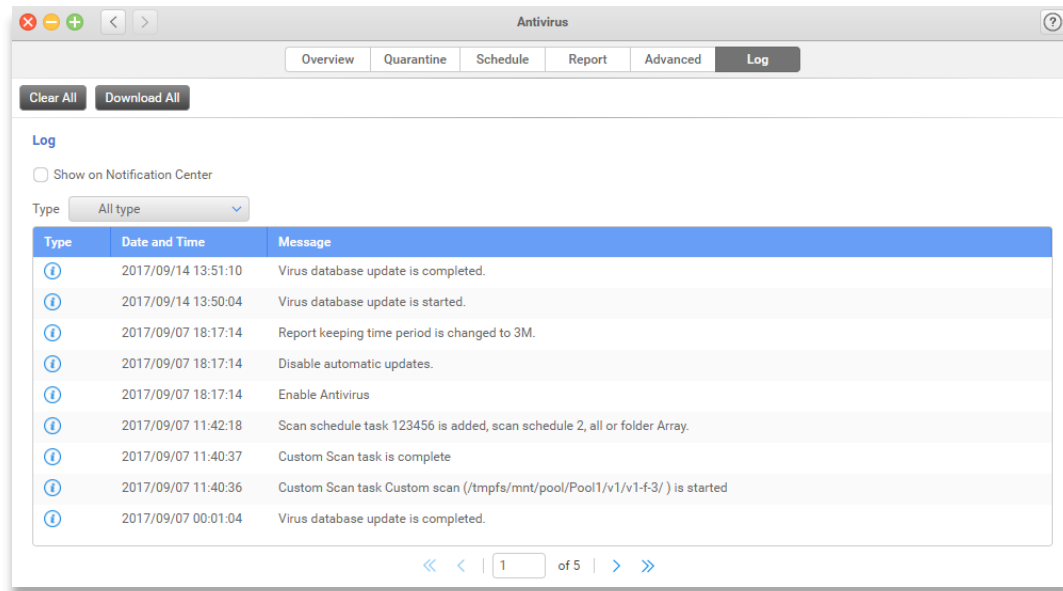 Antivirus
Overview Quarantine Schedule Report Advanced Log
Clear All Download All
Log
Show on Notification Center
Type All type
Type Date and Time Message
2017/09/14 13:51:10 Virus database update is completed.
2017/09/14 13:50:04 Virus database update is started.
2017/09/07 18:17:14 Report keeping time period is changed to 3M.
2017/09/07 18:17:14 Disable automatic updates.
2017/09/07 18:17:14 Enable Antivirus
2017/09/07 11:42:18 Scan schedule task 123456 is added, scan schedule 2, all or folder Array.
2017/09/07 11:40:37 Custom Scan task is complete
2017/09/07 11:40:36 Custom Scan task Custom scan (/tmpfs/mnt/pool/Pool1/v1/v1-f-3/ ) is started
2017/09/07 00:01:04 Virus database update is completed.
1 of 5